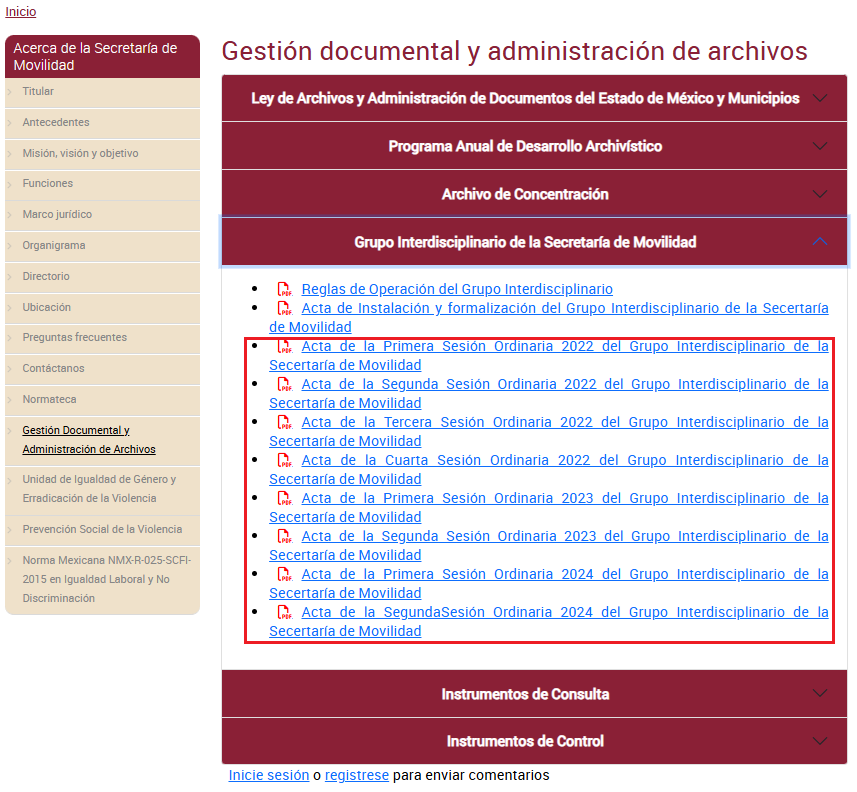 Inicio
Acerca de la Secretaría de
Movilidad
Titular
Antecedentes
Misión, visión y objetivo
Funciones
Marco jurídico
Organigrama
Directorio
Ubicación
Preguntas frecuentes
Contáctanos
Normateca
Gestión Documental y
Administración de Archivos
Unidad de Igualdad de Género y
Erradicación de la Violencia
Prevención Social de la Violencia
Norma Mexicana NMX-R-025-SCFI-
2015 en Igualdad Laboral y No
Discriminación
Gestión documental y administración de archivos
Ley de Archivos y Administración de Documentos del Estado de México y Municipios
Programa Anual de Desarrollo Archivístico
Archivo de Concentración
Grupo Interdisciplinario de la Secretaría de Movilidad
PDF Reglas de Operación del Grupo Interdisciplinario
PDF Acta de Instalación y formalización del Grupo Interdisciplinario de la Secertaría
de Movilidad
PDF Acta de la Primera Sesión Ordinaria 2022 del Grupo Interdisciplinario de la
Secertaría de Movilidad
PDF Acta de la Segunda Sesión Ordinaria 2022 del Grupo Interdisciplinario de la
Secertaría de Movilidad
PDF Acta de la Tercera Sesión Ordinaria 2022 del Grupo Interdisciplinario de la
Secertaría de Movilidad
PDF Acta de la Cuarta Sesión Ordinaria 2022 del Grupo Interdisciplinario de la
Secertaría de Movilidad
PDF Acta de la Primera Sesión Ordinaria 2023 del Grupo Interdisciplinario de la
Secertaría de Movilidad
PDF Acta de la Segunda Sesión Ordinaria 2023 del Grupo Interdisciplinario de la
Secertaría de Movilidad
PDF Acta de la Primera Sesión Ordinaria 2024 del Grupo Interdisciplinario de la
Secertaría de Movilidad
PDF Acta de la SegundaSesión Ordinaria 2024 del Grupo Interdisciplinario de la
Secertaría de Movilidad
Instrumentos de Consulta
Instrumentos de Control
Inicie sesión o registrese para enviar comentarios